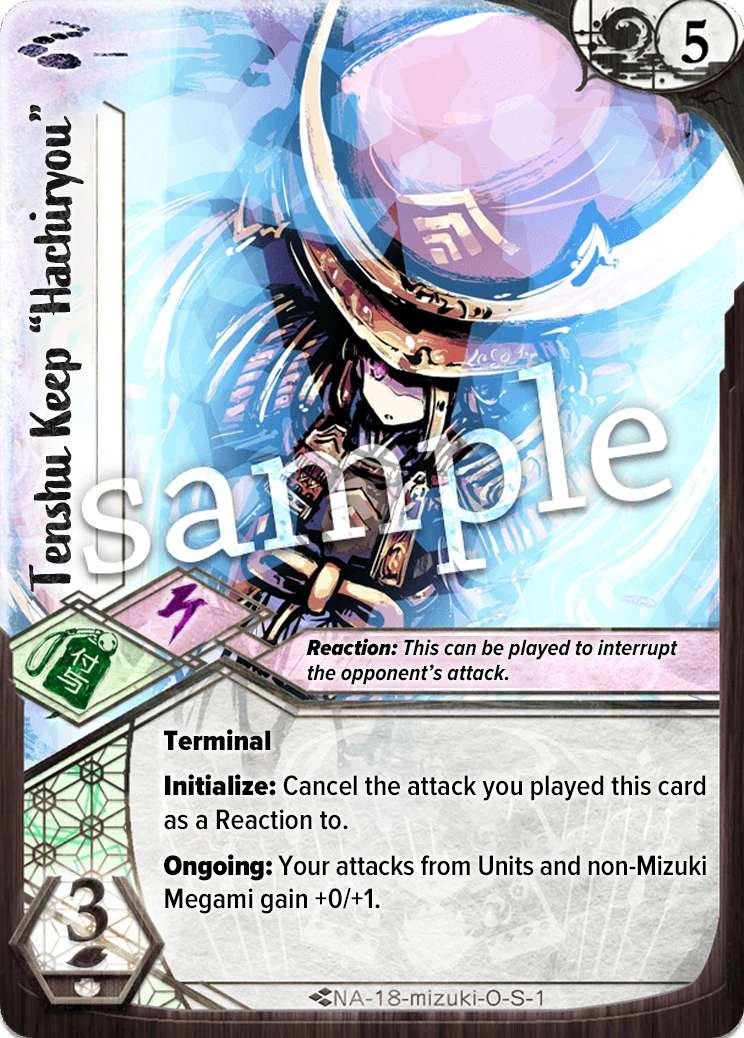 5
Tenshu Keep “Hachiryou”
sample
付与
Reaction: This can be played to interrupt
the opponent’s attack.
Terminal
Initialize: Cancel the attack you played this card
as a Reaction to.
Ongoing: Your attacks from Units and non-Mizuki
Megami gain +0/+1.
3
NA-18-mizuki-O-S-1